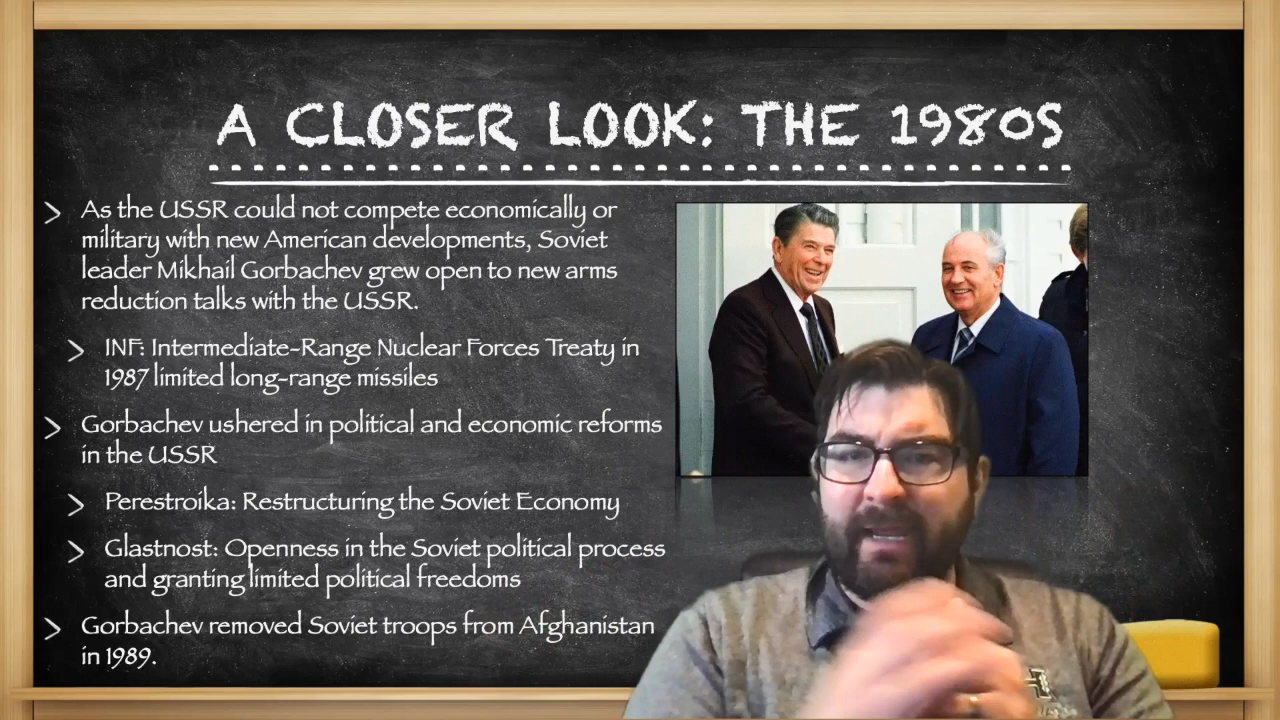 A CLOSER LOOK: THE 1980S
As the USSR could not compete economically or
military with new American developments, Soviet
leader Mikhail Gorbachev grew open to new arms
reduction talks with the USSR.
INF: Intermediate-Range Nuclear Forces Treaty in
1987 limited long-range missiles
Gorbachev ushered in political and economic reforms
in the USSR
Perestroika: Restructuring the Soviet Economy
Glastnost: Openness in the Soviet political process
and granting limited political freedoms
Gorbachev removed Soviet troops from Afghanistan
in 1989.